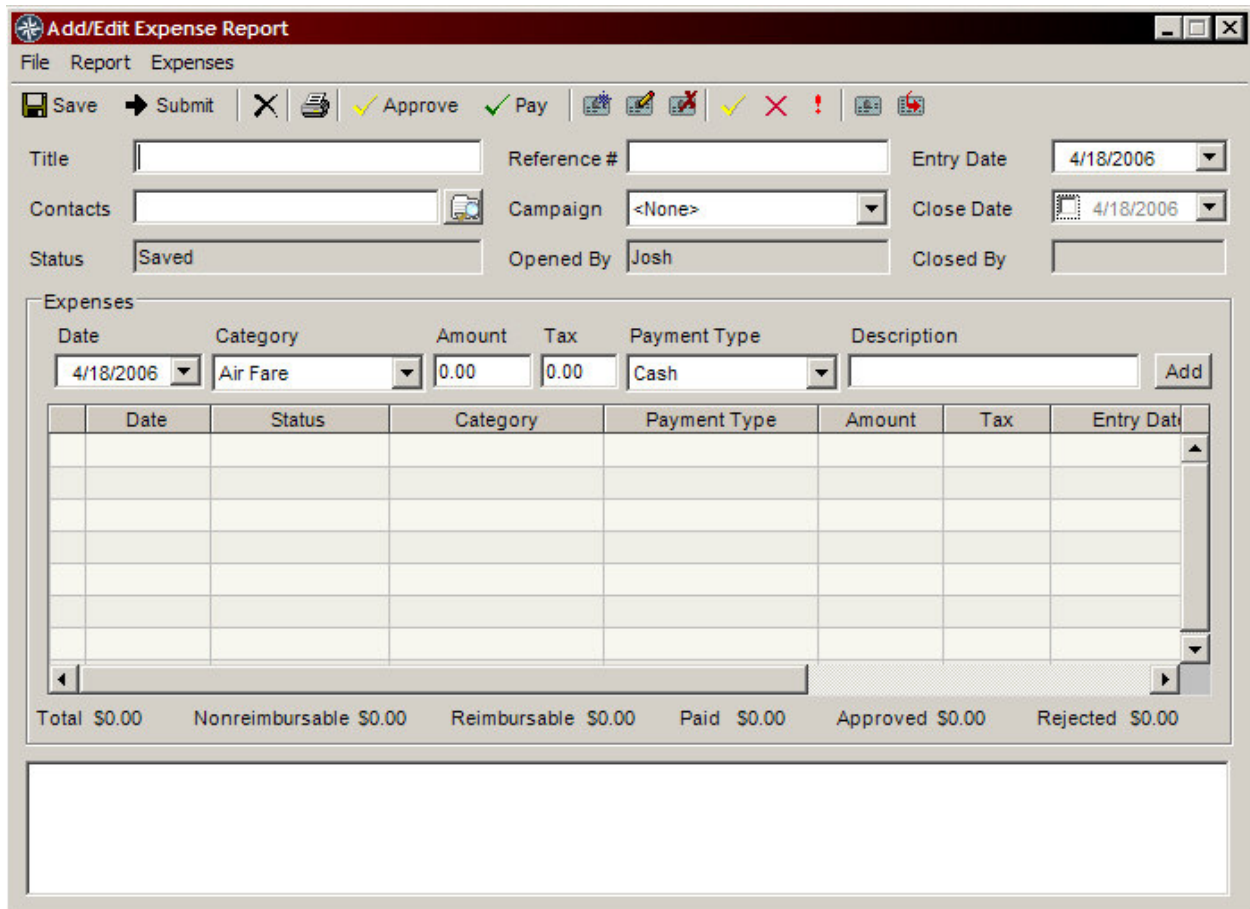 Add/Edit Expense Report
File Report Expenses
Save Submit Approve Pay
Title Reference # Entry Date 4/18/2006
Contacts Campaign <None> Close Date 4/18/2006
Status Saved Opened By Josh Closed By
Expenses
Date Category Amount Tax Payment Type Description
4/18/2006 Air Fare 0.00 0.00 Cash Add
Date Status Category Payment Type Amount Tax Entry Date
Total $0.00 Nonreimbursable $0.00 Reimbursable $0.00 Paid $0.00 Approved $0.00 Rejected $0.00